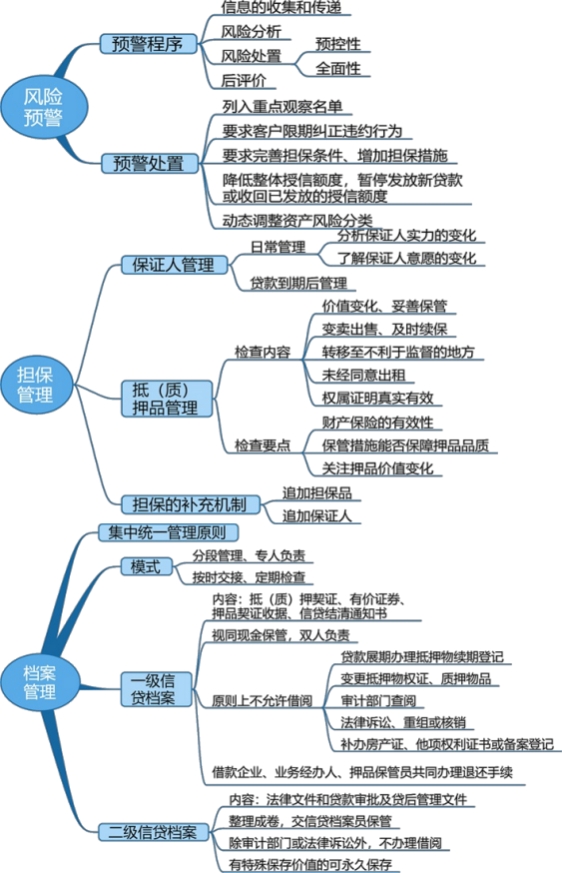 风险
预警
预警程序
信息的收集和传递
风险分析
风险处置
预控性
全面性
后评价
预警处置
列入重点观察名单
要求客户限期纠正违约行为
要求完善担保条件、增加担保措施
降低整体授信额度，暂停发放新贷款
或收回已发放的授信额度
动态调整资产风险分类
担保
管理
保证人管理
日常管理
分析保证人实力的变化
了解保证人意愿的变化
贷款到期后管理
抵（质）
押品管理
检查内容
价值变化、妥善保管
变卖出售、及时续保
转移至不利于监督的地方
未经同意出租
权属证明真实有效
检查要点
财产保险的有效性
保管措施能否保障押品品质
关注押品价值变化
担保的补充机制
追加担保品
追加保证人
档案
管理
集中统一管理原则
模式
分段管理、专人负责
按时交接、定期检查
一级信
贷档案
内容：抵（质）押契证、有价证券、
押品契证收据、信贷结清通知书
视同现金保管，双人负责
原则上不允许借阅
贷款展期办理抵押物续期登记
变更抵押物权证、质押物品
审计部门查阅
法律诉讼、重组或核销
补办房产证、他项权利证书或备案登记
借款企业、业务经办人、押品保管员共同办理退还手续
二级信贷档案
内容：法律文件和贷款审批及贷后管理文件
整理成卷，交信贷档案员保管
除审计部门或法律诉讼外，不办理借阅
有特殊保存价值的可永久保存